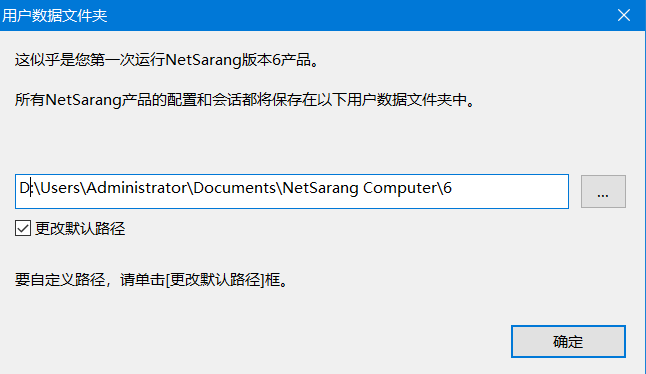 用户数据文件夹
这似乎是您第一次运行NetSarang版本6产品。
所有NetSarang产品的配置和会话都将保存在以下用户数据文件夹中。
D:\Users\Administrator\Documents\NetSarang Computer\6
...
更改默认路径
要自定义路径，请单击[更改默认路径]框。
确定